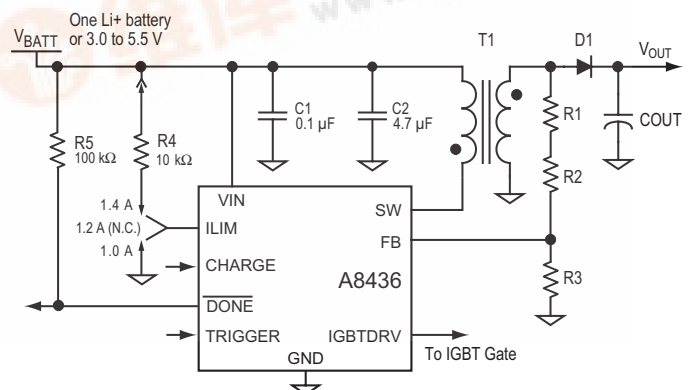 One Li+ battery
VBATT or 3.0 to 5.5 V
T1
D1
VOUT
C1
0.1 µF
C2
4.7 µF
R1
COUT
R5
100 kΩ
R4
10 kΩ
R2
1.4 A
1.2 A (N.C.)
1.0 A
VIN
SW
ILIM
FB
CHARGE
A8436
R3
DONE
TRIGGER
IGBTDRV
To IGBT Gate
GND